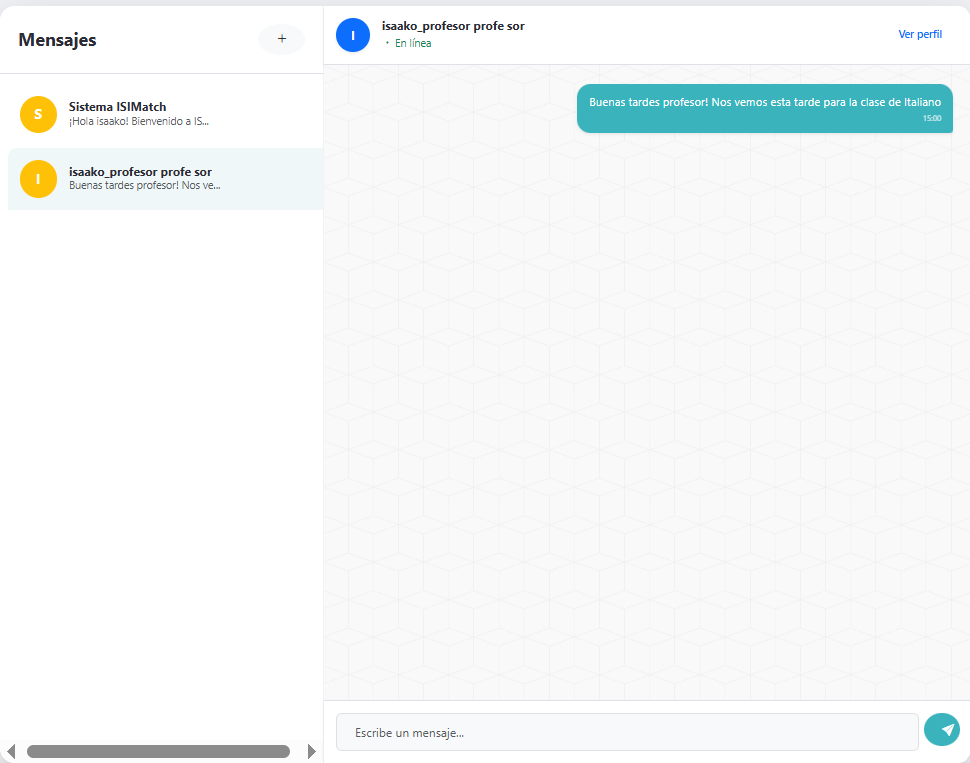 Mensajes
+
S
Sistema ISIMatch
¡Hola isaako! Bienvenido a IS...
I
isaako_profesor profe sor
Buenas tardes profesor! Nos ve...
I
isaako_profesor profe sor
• En línea
Ver perfil
Buenas tardes profesor! Nos vemos esta tarde para la clase de Italiano
15:00
Escribe un mensaje...